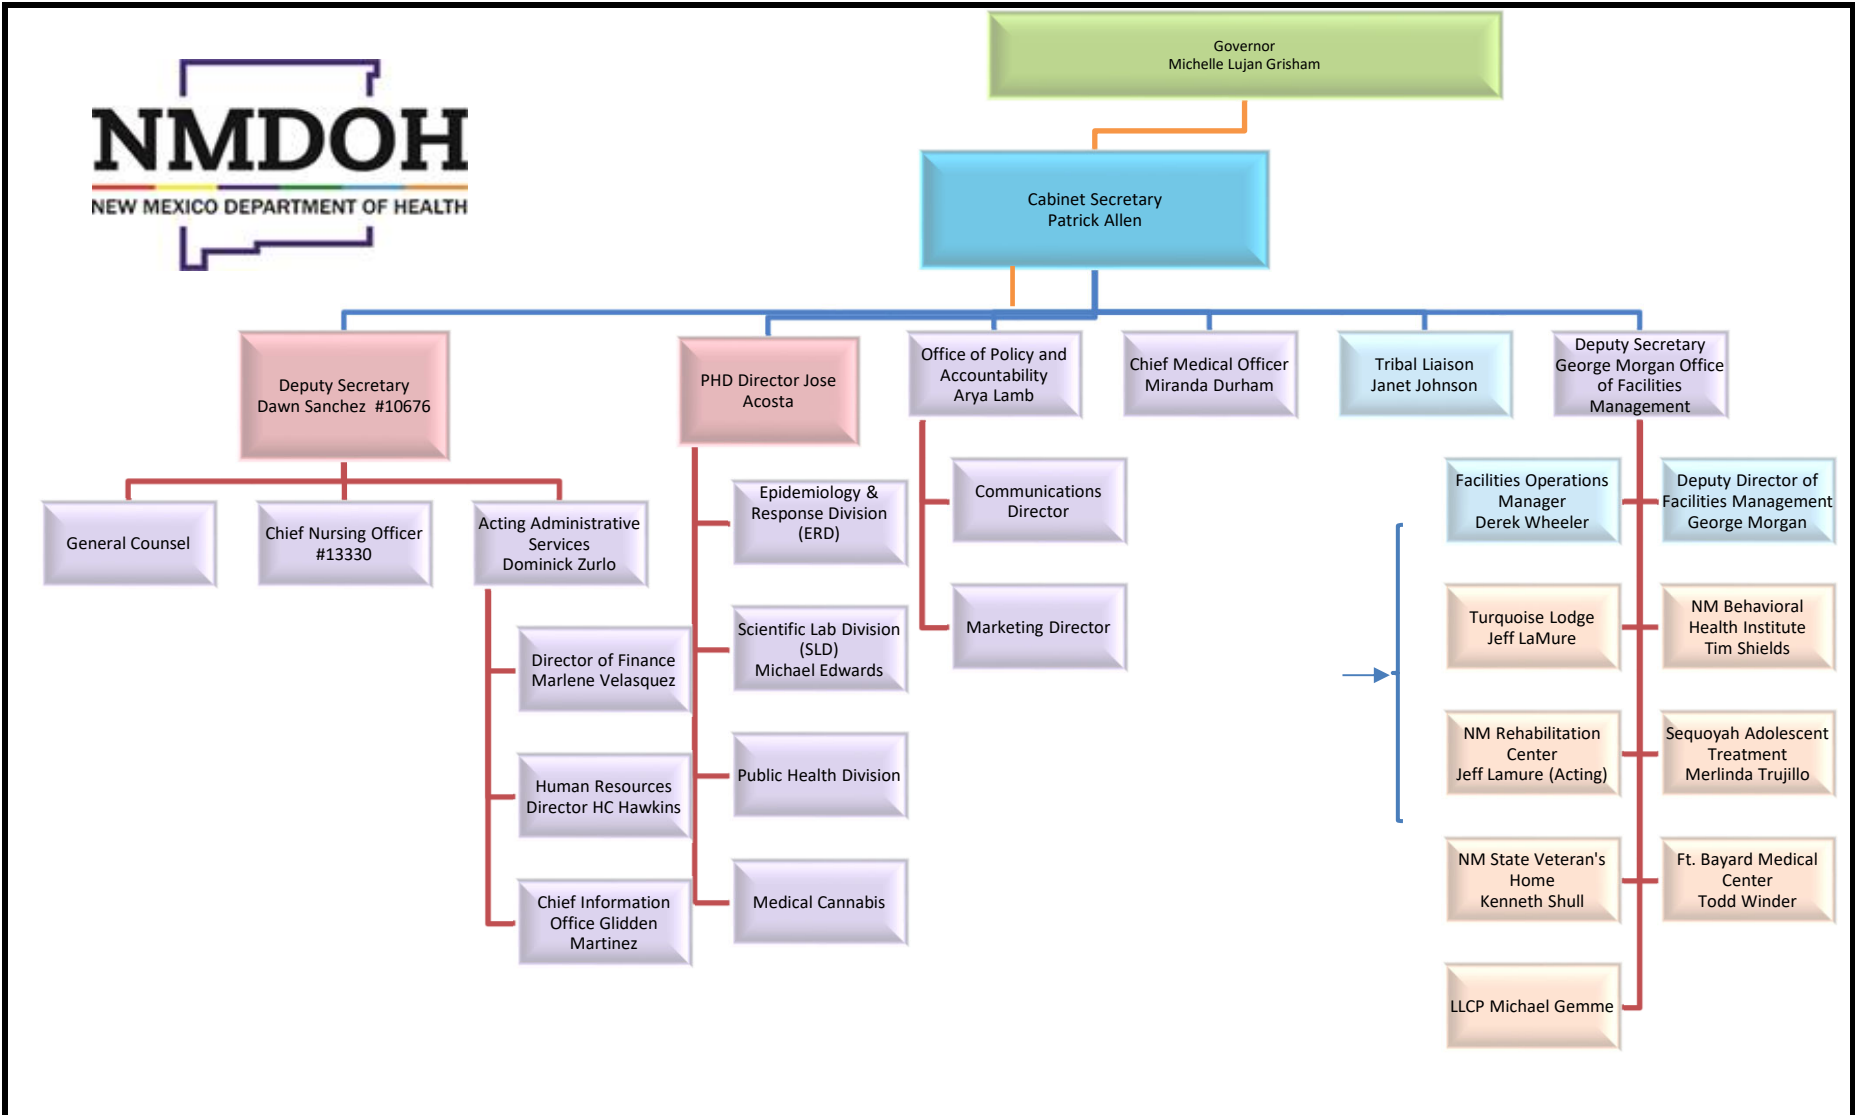 Governor
Michelle Lujan Grisham
NMDOH
NEW MEXICO DEPARTMENT OF HEALTH
Cabinet Secretary
Patrick Allen
Deputy Secretary
Dawn Sanchez #10676
PHD Director Jose
Acosta
Office of Policy and
Accountability
Arya Lamb
Chief Medical Officer
Miranda Durham
Tribal Liaison
Janet Johnson
Deputy Secretary
George Morgan Office
of Facilities
Management
General Counsel
Chief Nursing Officer
#13330
Acting Administrative
Services
Dominick Zurlo
Director of Finance
Marlene Velasquez
Human Resources
Director HC Hawkins
Chief Information
Office Glidden
Martinez
Epidemiology &
Response Division
(ERD)
Scientific Lab Division
(SLD)
Michael Edwards
Public Health Division
Medical Cannabis
Communications
Director
Marketing Director
Facilities Operations
Manager
Derek Wheeler
Deputy Director of
Facilities Management
George Morgan
Turquoise Lodge
Jeff LaMure
NM Behavioral
Health Institute
Tim Shields
NM Rehabilitation
Center
Jeff Lamure (Acting)
Sequoyah Adolescent
Treatment
Merlinda Trujillo
NM State Veteran's
Home
Kenneth Shull
Ft. Bayard Medical
Center
Todd Winder
LLCP Michael Gemme